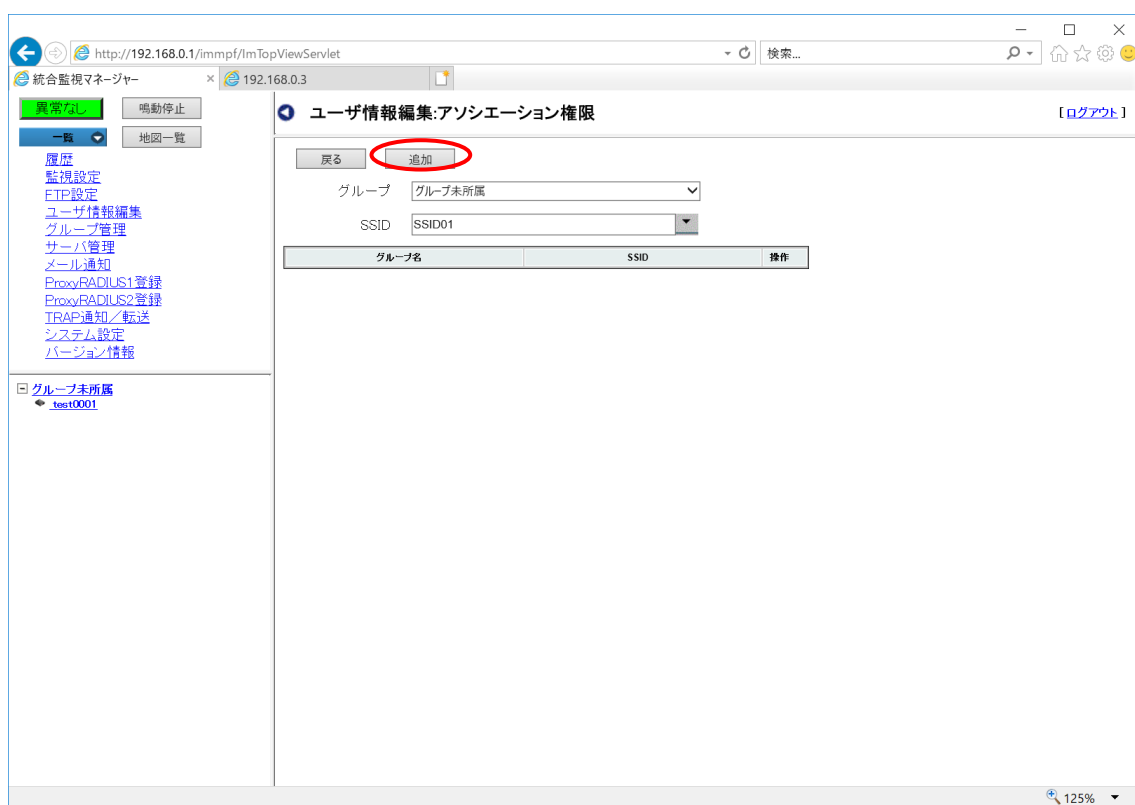 http://192.168.0.1/immpf/ImTopViewServlet
検索...
統合監視マネージャー × 192.168.0.3
異常なし 鳴動停止
一覧 地図一覧
履歴
監視設定
FTP設定
ユーザ情報編集
グループ管理
サーバ管理
メール通知
ProxyRADIUS1登録
ProxyRADIUS2登録
TRAP通知／転送
システム設定
バージョン情報
グループ未所属
test0001
ユーザ情報編集:アソシエーション権限
[ログアウト]
戻る 追加
グループ グループ未所属
SSID SSID01
グループ名 SSID 操作
125%